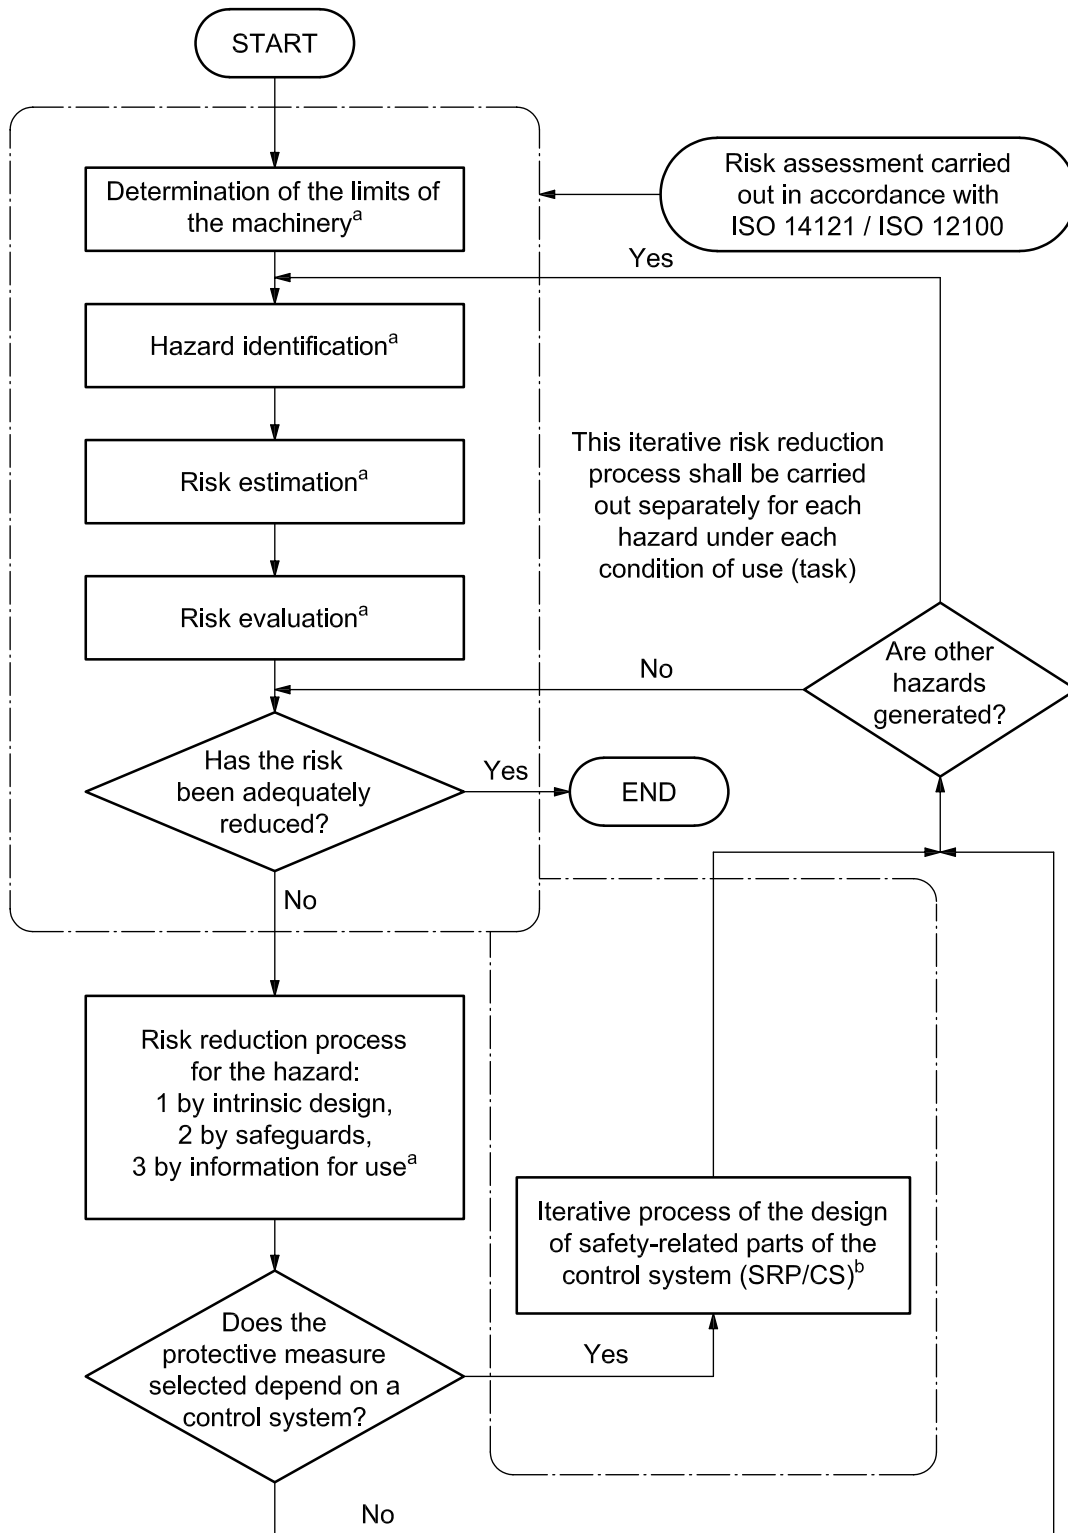 START
Determination of the limits of
the machinery^a
Risk assessment carried
out in accordance with
ISO 14121 / ISO 12100
Yes
Hazard identification^a
Risk estimation^a
This iterative risk reduction
process shall be carried
out separately for each
hazard under each
condition of use (task)
Risk evaluation^a
No
Are other
hazards
generated?
Has the risk
been adequately
reduced?
Yes
END
No
Risk reduction process
for the hazard:
1 by intrinsic design,
2 by safeguards,
3 by information for use^a
Iterative process of the design
of safety-related parts of the
control system (SRP/CS)^b
Does the
protective measure
selected depend on a
control system?
Yes
No